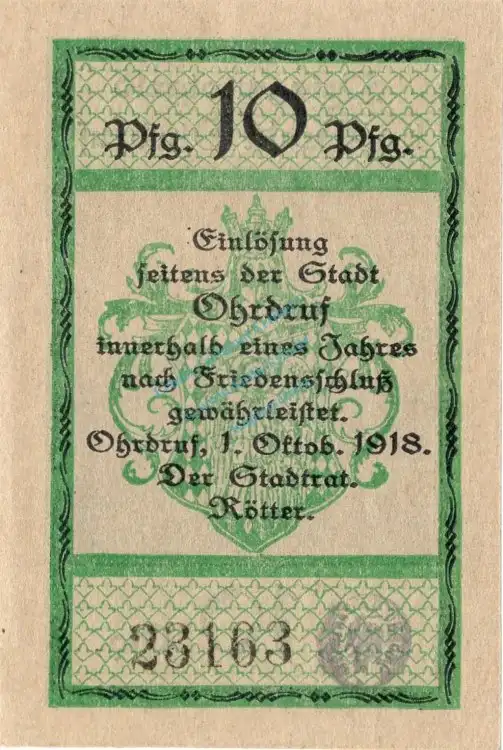 Pfg. 10 Pfg.
Einlösung
seitens der Stadt
Ohrdruf
innerhalb eines Jahres
nach Friedensschluß
gewährleistet.
Ohrdruf, 1. Oktob. 1918.
Der Stadtrat.
Rötter.
23163